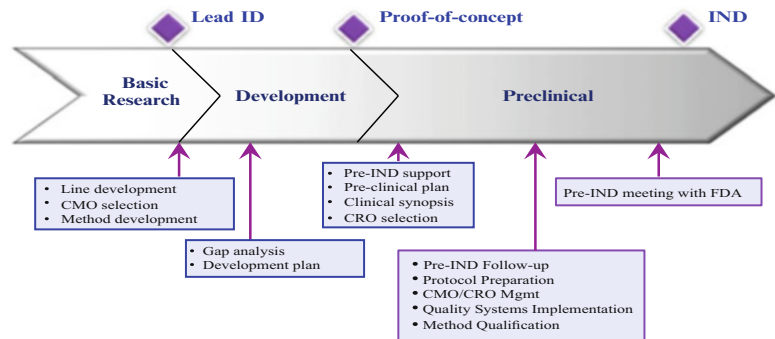 Lead ID
Proof-of-concept
IND
Basic
Research
Development
Preclinical
• Line development
• CMO selection
• Method development
• Gap analysis
• Development plan
• Pre-IND support
• Pre-clinical plan
• Clinical synopsis
• CRO selection
• Pre-IND Follow-up
• Protocol Preparation
• CMO/CRO Mgmt
• Quality Systems Implementation
• Method Qualification
Pre-IND meeting with FDA